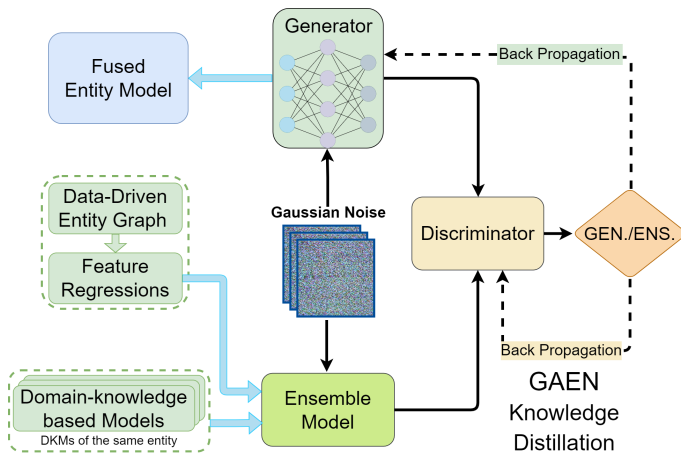 Generator
Back Propagation
Fused
Entity Model
Data-Driven
Entity Graph
Feature
Regressions
Gaussian Noise
Discriminator
GEN./ENS.
Back Propagation
Domain-knowledge
based Models
DKMs of the same entity
Ensemble
Model
GAEN
Knowledge
Distillation